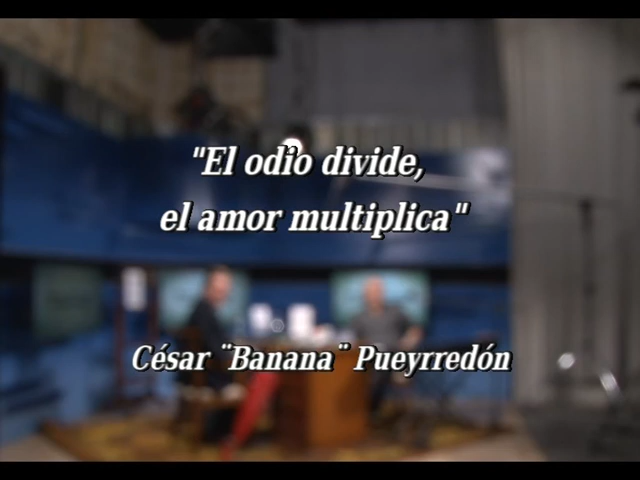 "El odio divide,
el amor multiplica"
César ¨Banana¨ Pueyrredón